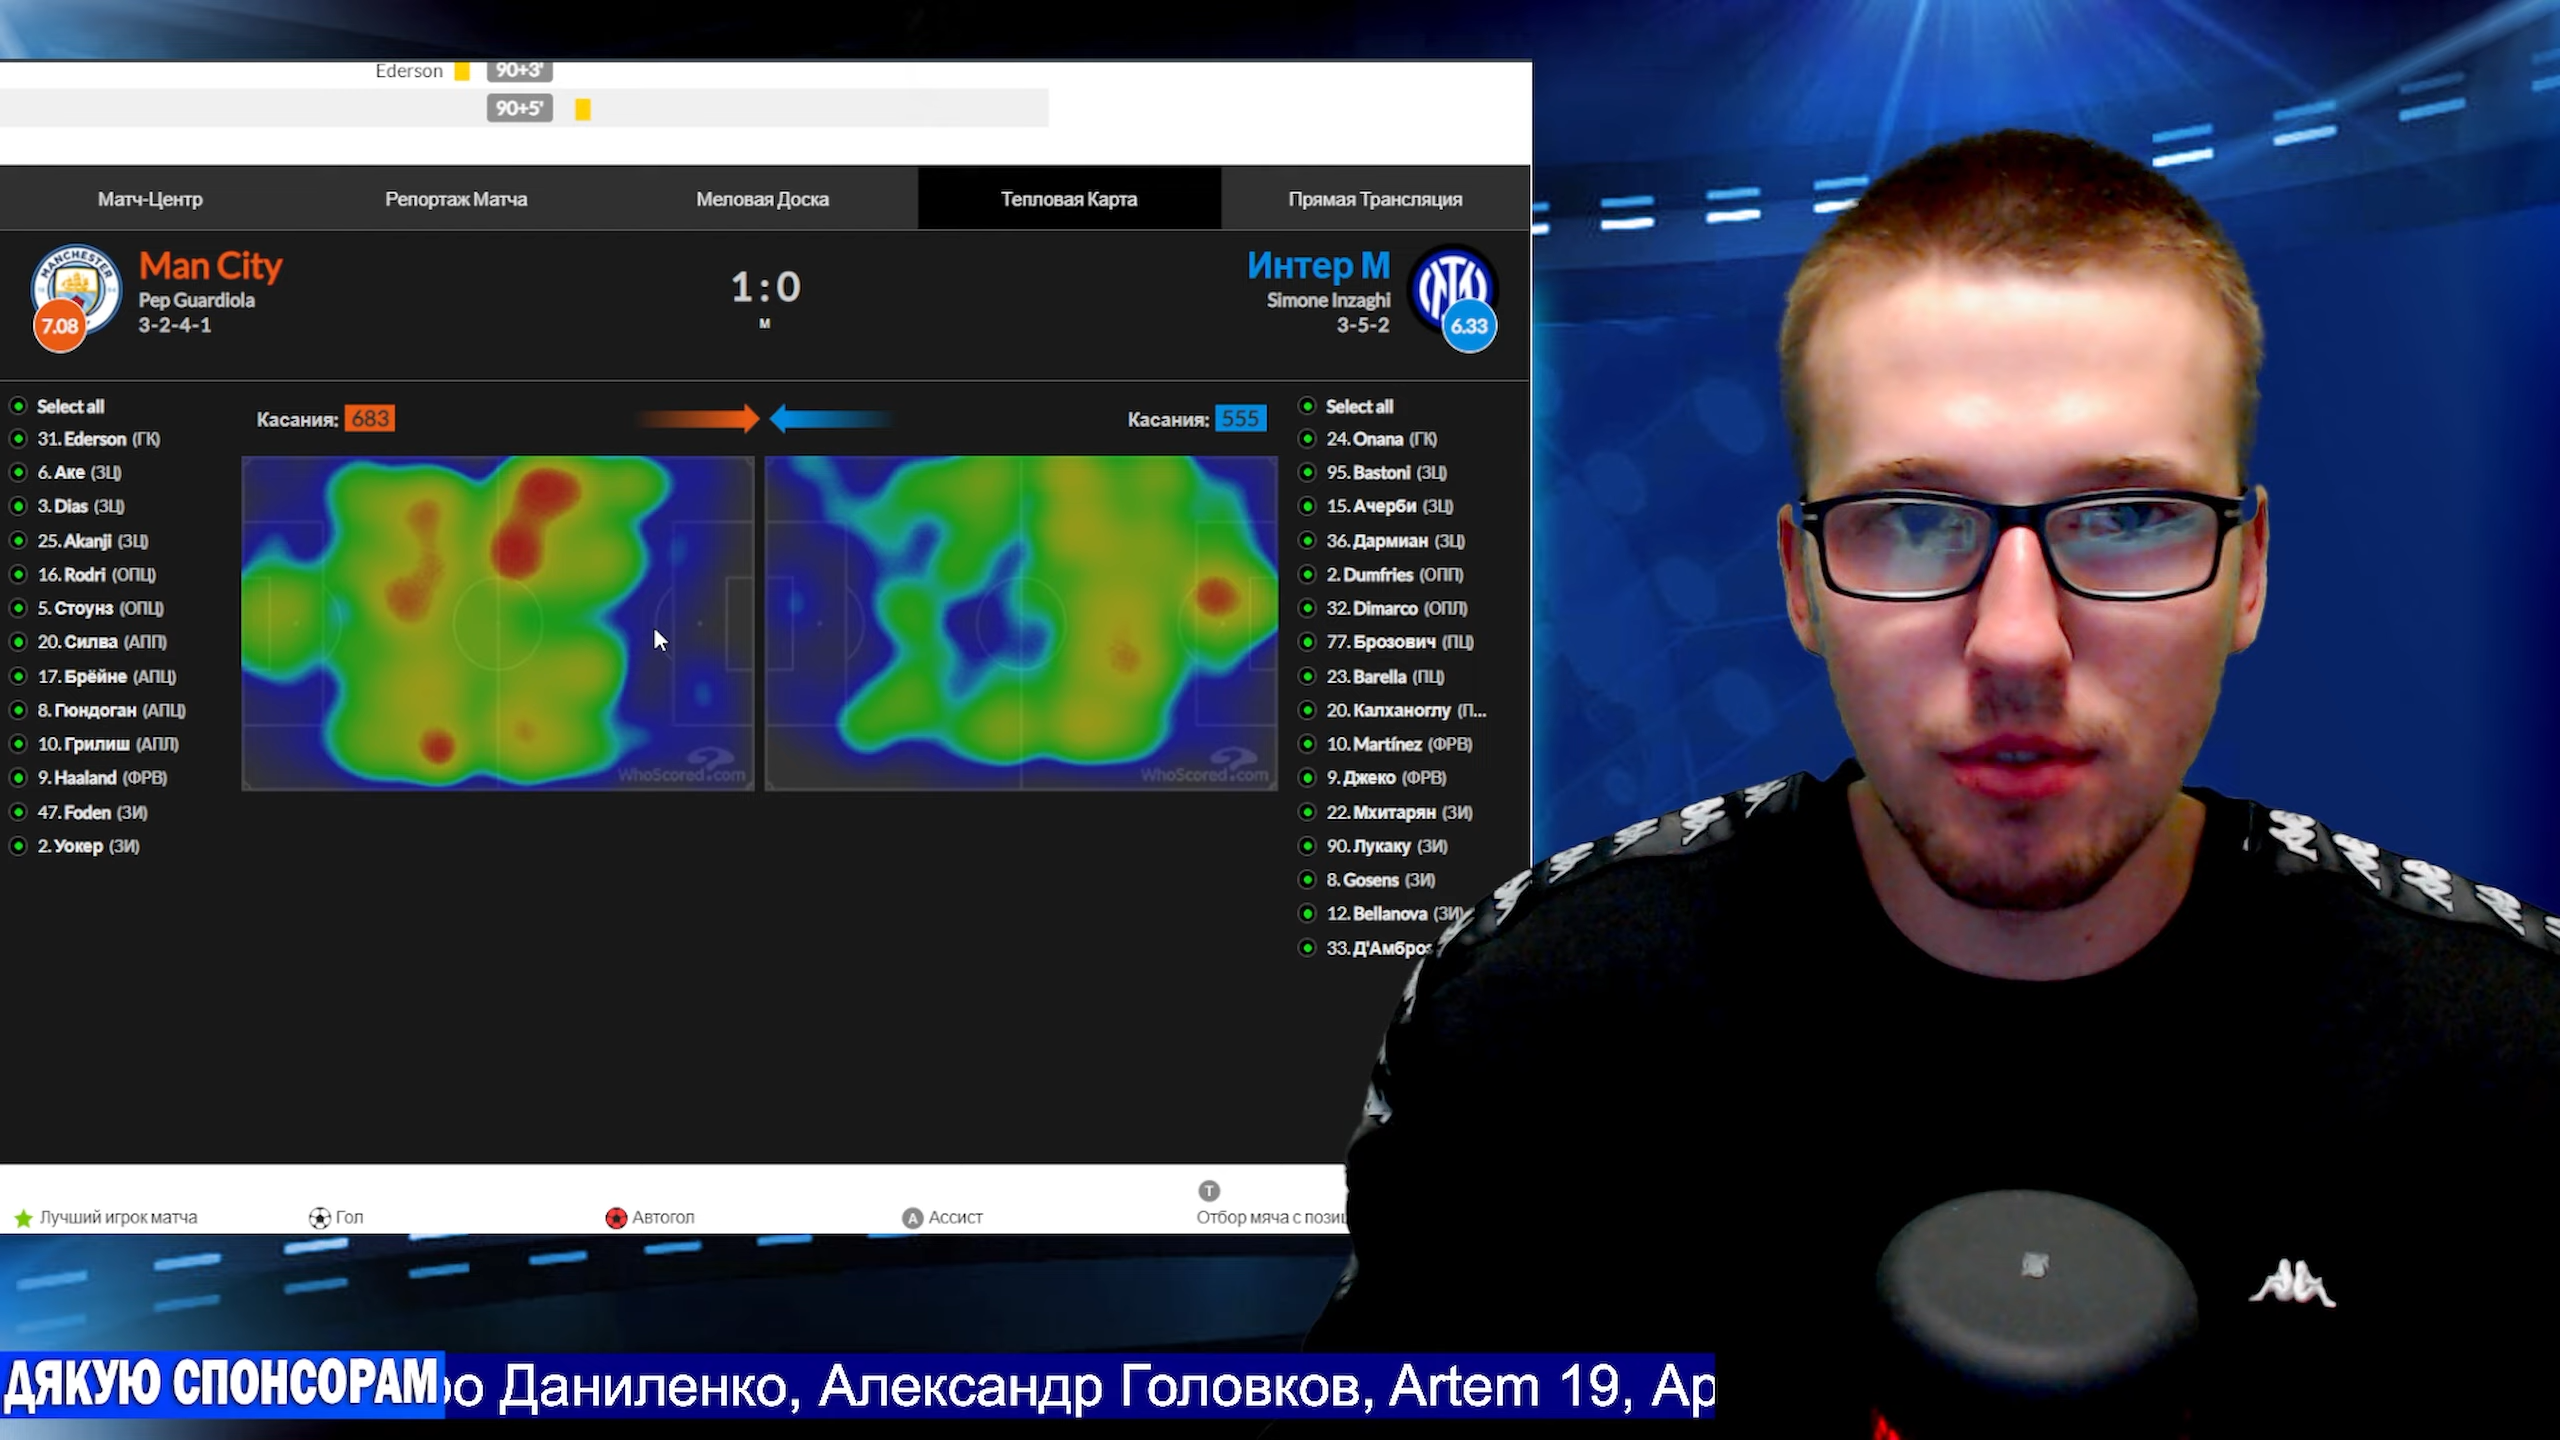 Ederson 90+3'
90+5'
Матч-Центр
Репортаж Матча
Меловая Доска
Тепловая Карта
Прямая Трансляция
MANCHESTER
7.08
Man City
Pep Guardiola
3-2-4-1
1 : 0
М
Интер М
Simone Inzaghi
3-5-2
6.33
Select all
31. Ederson (ГК)
6. Аке (ЗЦ)
3. Dias (ЗЦ)
25. Akanji (ЗЦ)
16. Rodri (ОПЦ)
5. Стоунз (ОПЦ)
20. Силва (АПП)
17. Брёйне (АПЦ)
8. Гюндоган (АПЦ)
10. Грилиш (АПЛ)
9. Haaland (ФРВ)
47. Foden (ЗИ)
2. Уокер (ЗИ)
Касания: 683
Касания: 555
WhoScored.com
WhoScored.com
Select all
24. Onana (ГК)
95. Bastoni (ЗЦ)
15. Ачерби (ЗЦ)
36. Дармиан (ЗЦ)
2. Dumfries (ОПП)
32. Dimarco (ОПЛ)
77. Брозович (ПЦ)
23. Barella (ПЦ)
20. Калханоглу (П...
10. Martínez (ФРВ)
9. Джеко (ФРВ)
22. Мхитарян (ЗИ)
90. Лукаку (ЗИ)
8. Gosens (ЗИ)
12. Bellanova (ЗИ)
33. Д'Амброз
Лучший игрок матча
Гол
Автогол
A Ассист
T
Отбор мяча с
ДЯКУЮ СПОНСОРАМ
Даниленко, Александр Головков, Artem 19, Ар